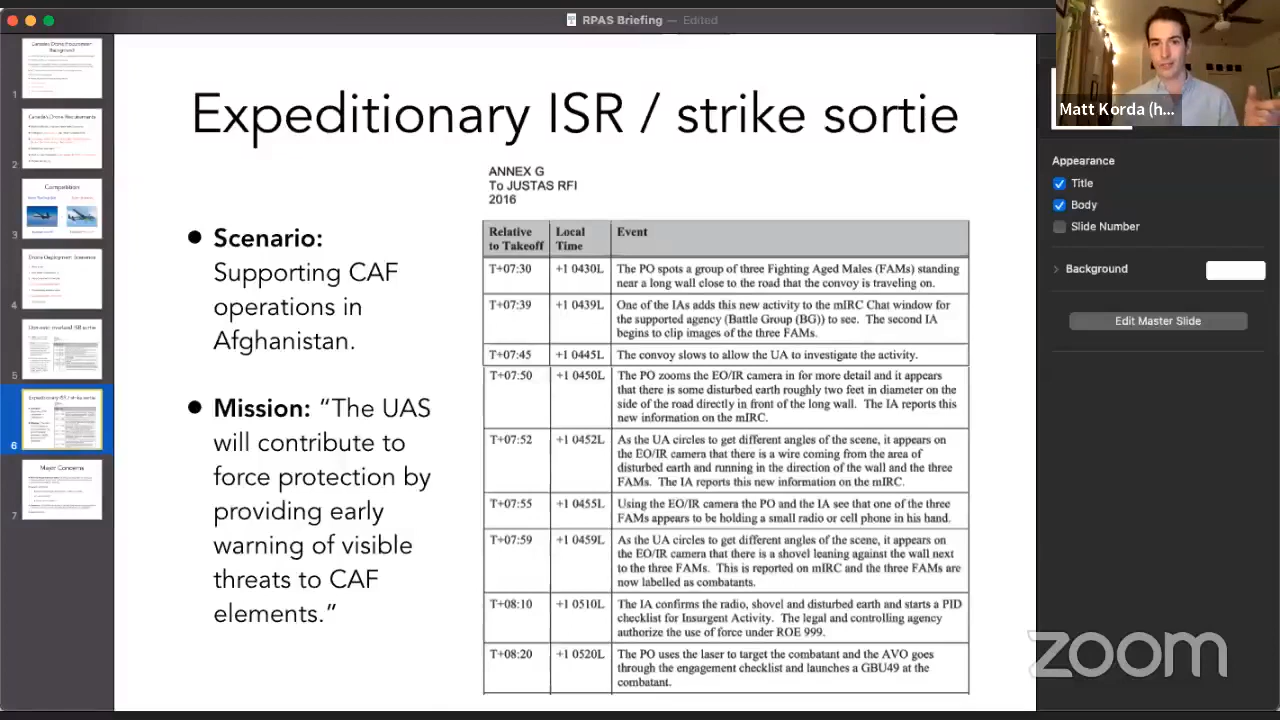 RPAS Briefing — Edited
Matt Korda (h...
1
2
Competition
3
4
5
6
Major Concerns
7
Expeditionary ISR / strike sortie
• Scenario:
Supporting CAF
operations in
Afghanistan.
• Mission: “The UAS
will contribute to
force protection by
providing early
warning of visible
threats to CAF
elements.”
ANNEX G
To JUSTAS RFI
2016
Relative to Takeoff Local Time Event
T+07:30 +1 0430L The PO spots a group of three Fighting Aged Males (FAMs) standing
near a long wall close to the road that the convoy is traveling on.
T+07:39 +1 0439L One of the IAs adds this new activity to the mIRC Chat window for
the supported agency (Battle Group (BG)) to see. The second IA
begins to clip images of the three FAMs.
T+07:45 +1 0445L The convoy slows to allow the UA to investigate the activity.
T+07:50 +1 0450L The PO zooms the EO/IR camera in for more detail and it appears
that there is some disturbed earth roughly two feet in diameter on the
side of the road directly in front of the long wall. The IA reports this
new information on the mIRC.
T+07:52 +1 0452L As the UA circles to get different angles of the scene, it appears on
the EO/IR camera that there is a wire coming from the area of
disturbed earth and running in the direction of the wall and the three
FAMs. The IA reports this new information on the mIRC.
T+07:55 +1 0455L Using the EO/IR camera the PO and the IA see that one of the three
FAMs appears to be holding a small radio or cell phone in his hand.
T+07:59 +1 0459L As the UA circles to get different angles of the scene, it appears on
the EO/IR camera that there is a shovel leaning against the wall next
to the three FAMs. This is reported on mIRC and the three FAMs are
now labelled as combatants.
T+08:10 +1 0510L The IA confirms the radio, shovel and disturbed earth and starts a PID
checklist for Insurgent Activity. The legal and controlling agency
authorize the use of force under ROE 999.
T+08:20 +1 0520L The PO uses the laser to target the combatant and the AVO goes
through the engagement checklist and launches a GBU49 at the
combatant.
Appearance
Title
Body
Slide Number
Background
Edit Master Slide
zoom